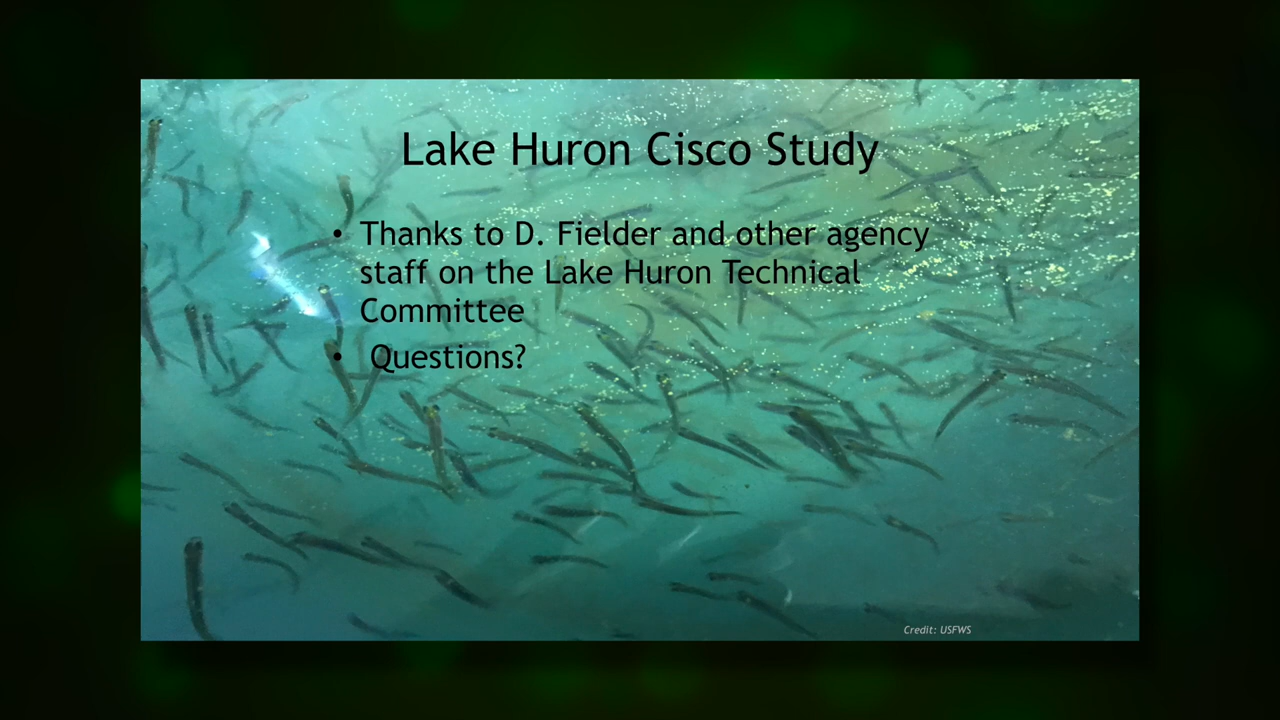 Lake Huron Cisco Study
• Thanks to D. Fielder and other agency
staff on the Lake Huron Technical
Committee
• Questions?
Credit: USFWS